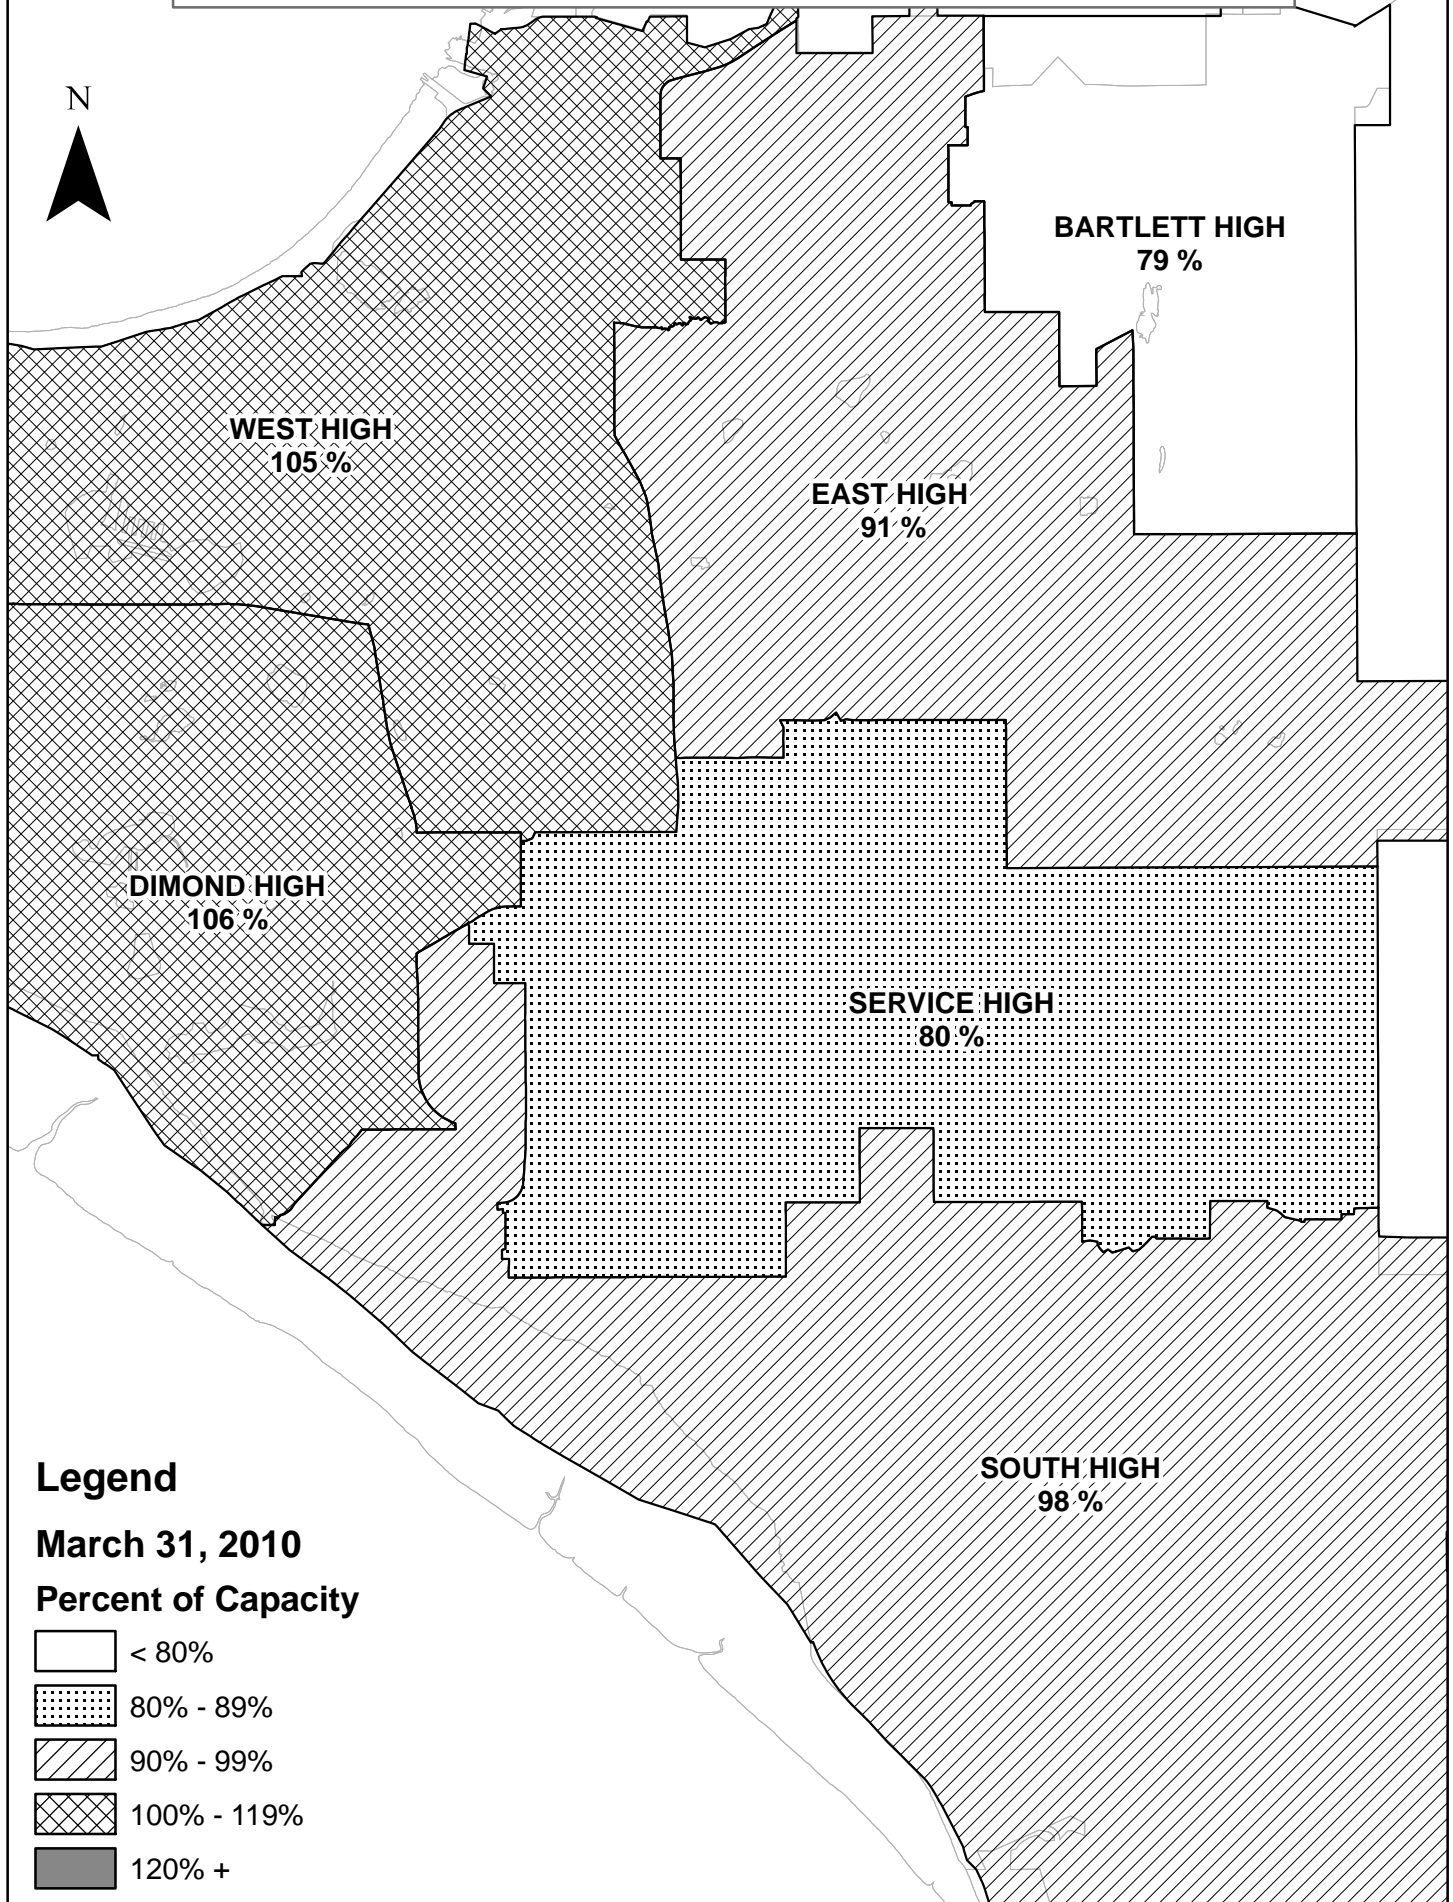 N
BARTLETT HIGH
79 %
WEST HIGH
105 %
EAST HIGH
91 %
DIMOND HIGH
106 %
SERVICE HIGH
80 %
SOUTH HIGH
98 %
Legend
March 31, 2010
Percent of Capacity
< 80%
80% - 89%
90% - 99%
100% - 119%
120% +